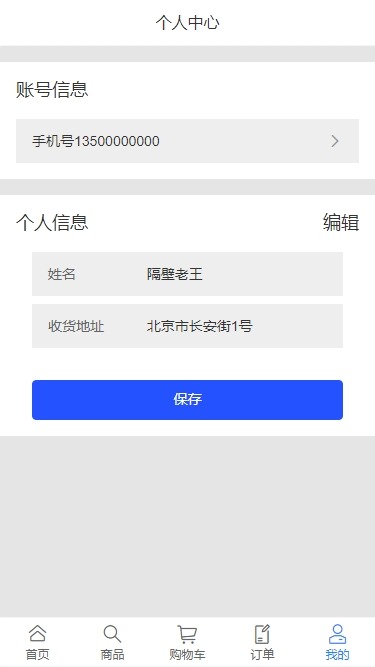 个人中心
账号信息
手机号13500000000
个人信息 编辑
姓名 隔壁老王
收货地址 北京市长安街1号
保存
首页 商品 购物车 订单 我的